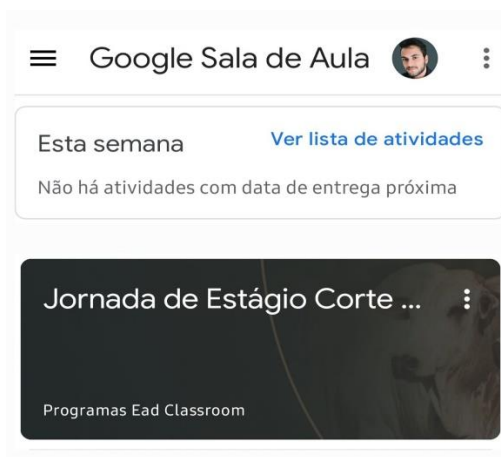 Google Sala de Aula
Esta semana
Ver lista de atividades
Não há atividades com data de entrega próxima
Jornada de Estágio Corte ...
Programas Ead Classroom